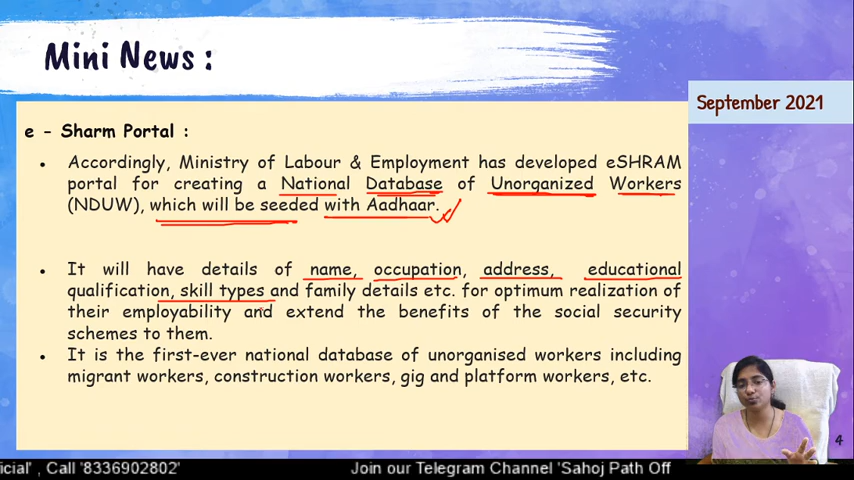 Mini News :
September 2021
e - Sharm Portal :
• Accordingly, Ministry of Labour & Employment has developed eSHRAM
portal for creating a National Database of Unorganized Workers
(NDUW), which will be seeded with Aadhaar.
• It will have details of name, occupation, address, educational
qualification, skill types and family details etc. for optimum realization of
their employability and extend the benefits of the social security
schemes to them.
• It is the first-ever national database of unorganised workers including
migrant workers, construction workers, gig and platform workers, etc.
4
icial' , Call '8336902802' Join our Telegram Channel 'Sahoj Path Off